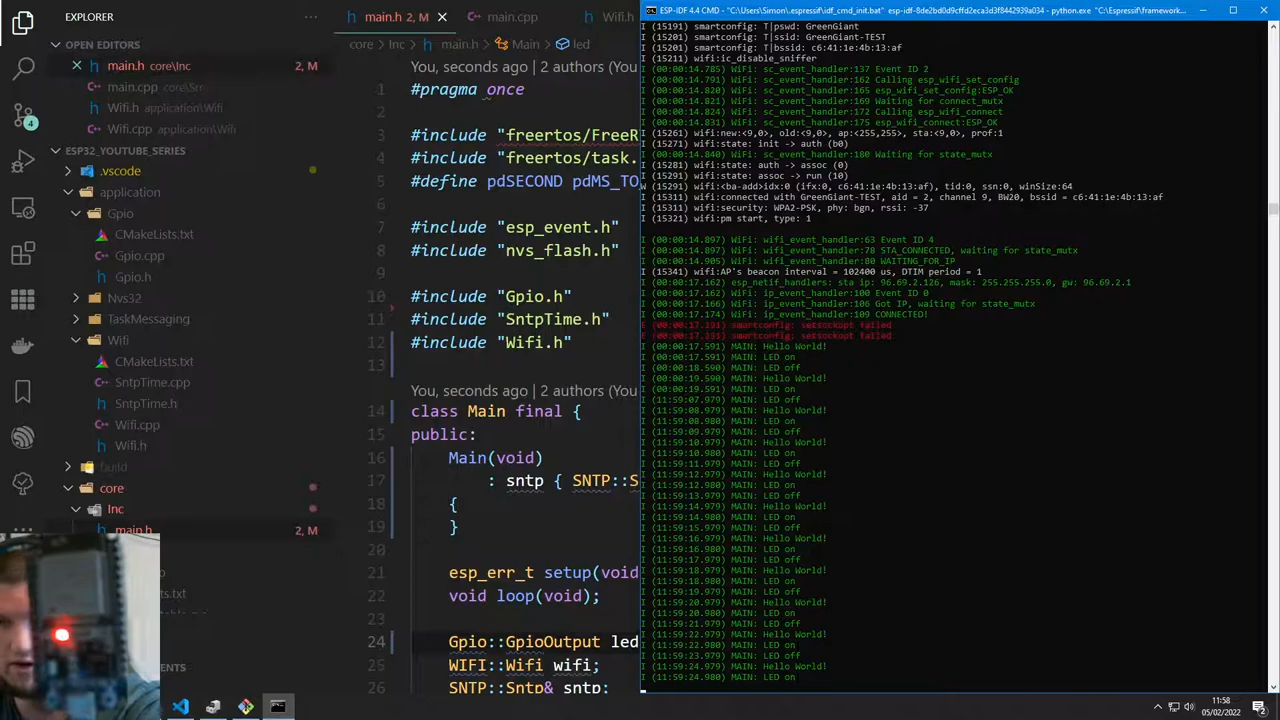 EXPLORER
OPEN EDITORS
main.h core\Inc 2, M
main.cpp core\Src
Wifi.h application\Wifi
Wifi.cpp application\Wifi
ESP32_YOUTUBE_SERIES
.vscode
application
Gpio
CMakeLists.txt
Gpio.cpp
Gpio.h
Nvs32
TaskMessaging
Wifi
CMakeLists.txt
SntpTime.cpp
SntpTime.h
Wifi.cpp
Wifi.h
build
core
Inc
main.h 2, M
4
main.h 2, M
main.cpp
Wifi.h
core > Inc > main.h > Main > led
You, seconds ago | 2 authors (You
1 #pragma once
2
3 #include "freertos/FreeR
4 #include "freertos/task.
5 #define pdSECOND pdMS_TO
6
7 #include "esp_event.h"
8 #include "nvs_flash.h"
9
10 #include "Gpio.h"
11 #include "SntpTime.h"
12 #include "Wifi.h"
13
You, seconds ago | 2 authors (You
14 class Main final {
15 public:
16 Main(void)
17 : sntp { SNTP::S
18 {
19 }
20
21 esp_err_t setup(void
22 void loop(void);
23
24 Gpio::GpioOutput led
25 WIFI::Wifi wifi;
26 SNTP::Sntp& sntp;
ESP-IDF 4.4 CMD - "C:\Users\Simon\.espressif\idf_cmd_init.bat" esp-idf-8de2bd0d9cffd2eca3d3f8442939a034 - python.exe "C:\Espressif\framework...
I (15191) smartconfig: T|pswd: GreenGiant
I (15201) smartconfig: T|ssid: GreenGiant-TEST
I (15201) smartconfig: T|bssid: c6:41:1e:4b:13:af
I (15211) wifi:ic_disable_sniffer
I (00:00:14.785) WiFi: sc_event_handler:137 Event ID 2
I (00:00:14.791) WiFi: sc_event_handler:162 Calling esp_wifi_set_config
I (00:00:14.820) WiFi: sc_event_handler:165 esp_wifi_set_config:ESP_OK
I (00:00:14.821) WiFi: sc_event_handler:169 Waiting for connect_mutx
I (00:00:14.824) WiFi: sc_event_handler:172 Calling esp_wifi_connect
I (00:00:14.831) WiFi: sc_event_handler:175 esp_wifi_connect:ESP_OK
I (15261) wifi:new:<9,0>, old:<9,0>, ap:<255,255>, sta:<9,0>, prof:1
I (15271) wifi:state: init -> auth (b0)
I (00:00:14.840) WiFi: sc_event_handler:180 Waiting for state_mutx
I (15281) wifi:state: auth -> assoc (0)
I (15281) wifi:state: assoc -> run (10)
W (15291) wifi:<ba-add>idx:0 (ifx:0, c6:41:1e:4b:13:af), tid:0, ssn:0, winSize:64
I (15311) wifi:connected with GreenGiant-TEST, aid = 2, channel 9, BW20, bssid = c6:41:1e:4b:13:af
I (15311) wifi:security: WPA2-PSK, phy: bgn, rssi: -37
I (15321) wifi:pm start, type: 1
I (00:00:14.897) WiFi: wifi_event_handler:63 Event ID 4
I (00:00:14.897) WiFi: wifi_event_handler:78 STA_CONNECTED, waiting for state_mutx
I (00:00:14.905) WiFi: wifi_event_handler:80 WAITING_FOR_IP
I (15341) wifi:AP's beacon interval = 102400 us, DTIM period = 1
I (00:00:17.162) esp_netif_handlers: sta ip: 96.69.2.126, mask: 255.255.255.0, gw: 96.69.2.1
I (00:00:17.162) WiFi: ip_event_handler:100 Event ID 0
I (00:00:17.166) WiFi: ip_event_handler:106 Got IP, waiting for state_mutx
I (00:00:17.174) WiFi: ip_event_handler:109 CONNECTED!
E (00:00:17.191) smartconfig: setsockopt failed
E (00:00:17.191) smartconfig: setsockopt failed
I (00:00:17.591) MAIN: Hello World!
I (00:00:17.591) MAIN: LED on
I (00:00:18.590) MAIN: LED off
I (00:00:19.590) MAIN: Hello World!
I (00:00:19.591) MAIN: LED on
I (11:59:07.979) MAIN: LED off
I (11:59:08.979) MAIN: Hello World!
I (11:59:08.980) MAIN: LED on
I (11:59:09.979) MAIN: LED off
I (11:59:10.979) MAIN: Hello World!
I (11:59:10.980) MAIN: LED on
I (11:59:11.979) MAIN: LED off
I (11:59:12.979) MAIN: Hello World!
I (11:59:12.980) MAIN: LED on
I (11:59:13.979) MAIN: LED off
I (11:59:14.979) MAIN: Hello World!
I (11:59:14.980) MAIN: LED on
I (11:59:15.979) MAIN: LED off
I (11:59:16.979) MAIN: Hello World!
I (11:59:16.980) MAIN: LED on
I (11:59:17.979) MAIN: LED off
I (11:59:18.979) MAIN: Hello World!
I (11:59:18.980) MAIN: LED on
I (11:59:19.979) MAIN: LED off
I (11:59:20.979) MAIN: Hello World!
I (11:59:20.980) MAIN: LED on
I (11:59:21.979) MAIN: LED off
I (11:59:22.979) MAIN: Hello World!
I (11:59:22.980) MAIN: LED on
I (11:59:23.979) MAIN: LED off
I (11:59:24.979) MAIN: Hello World!
I (11:59:24.980) MAIN: LED on
11:58
05/02/2022
2